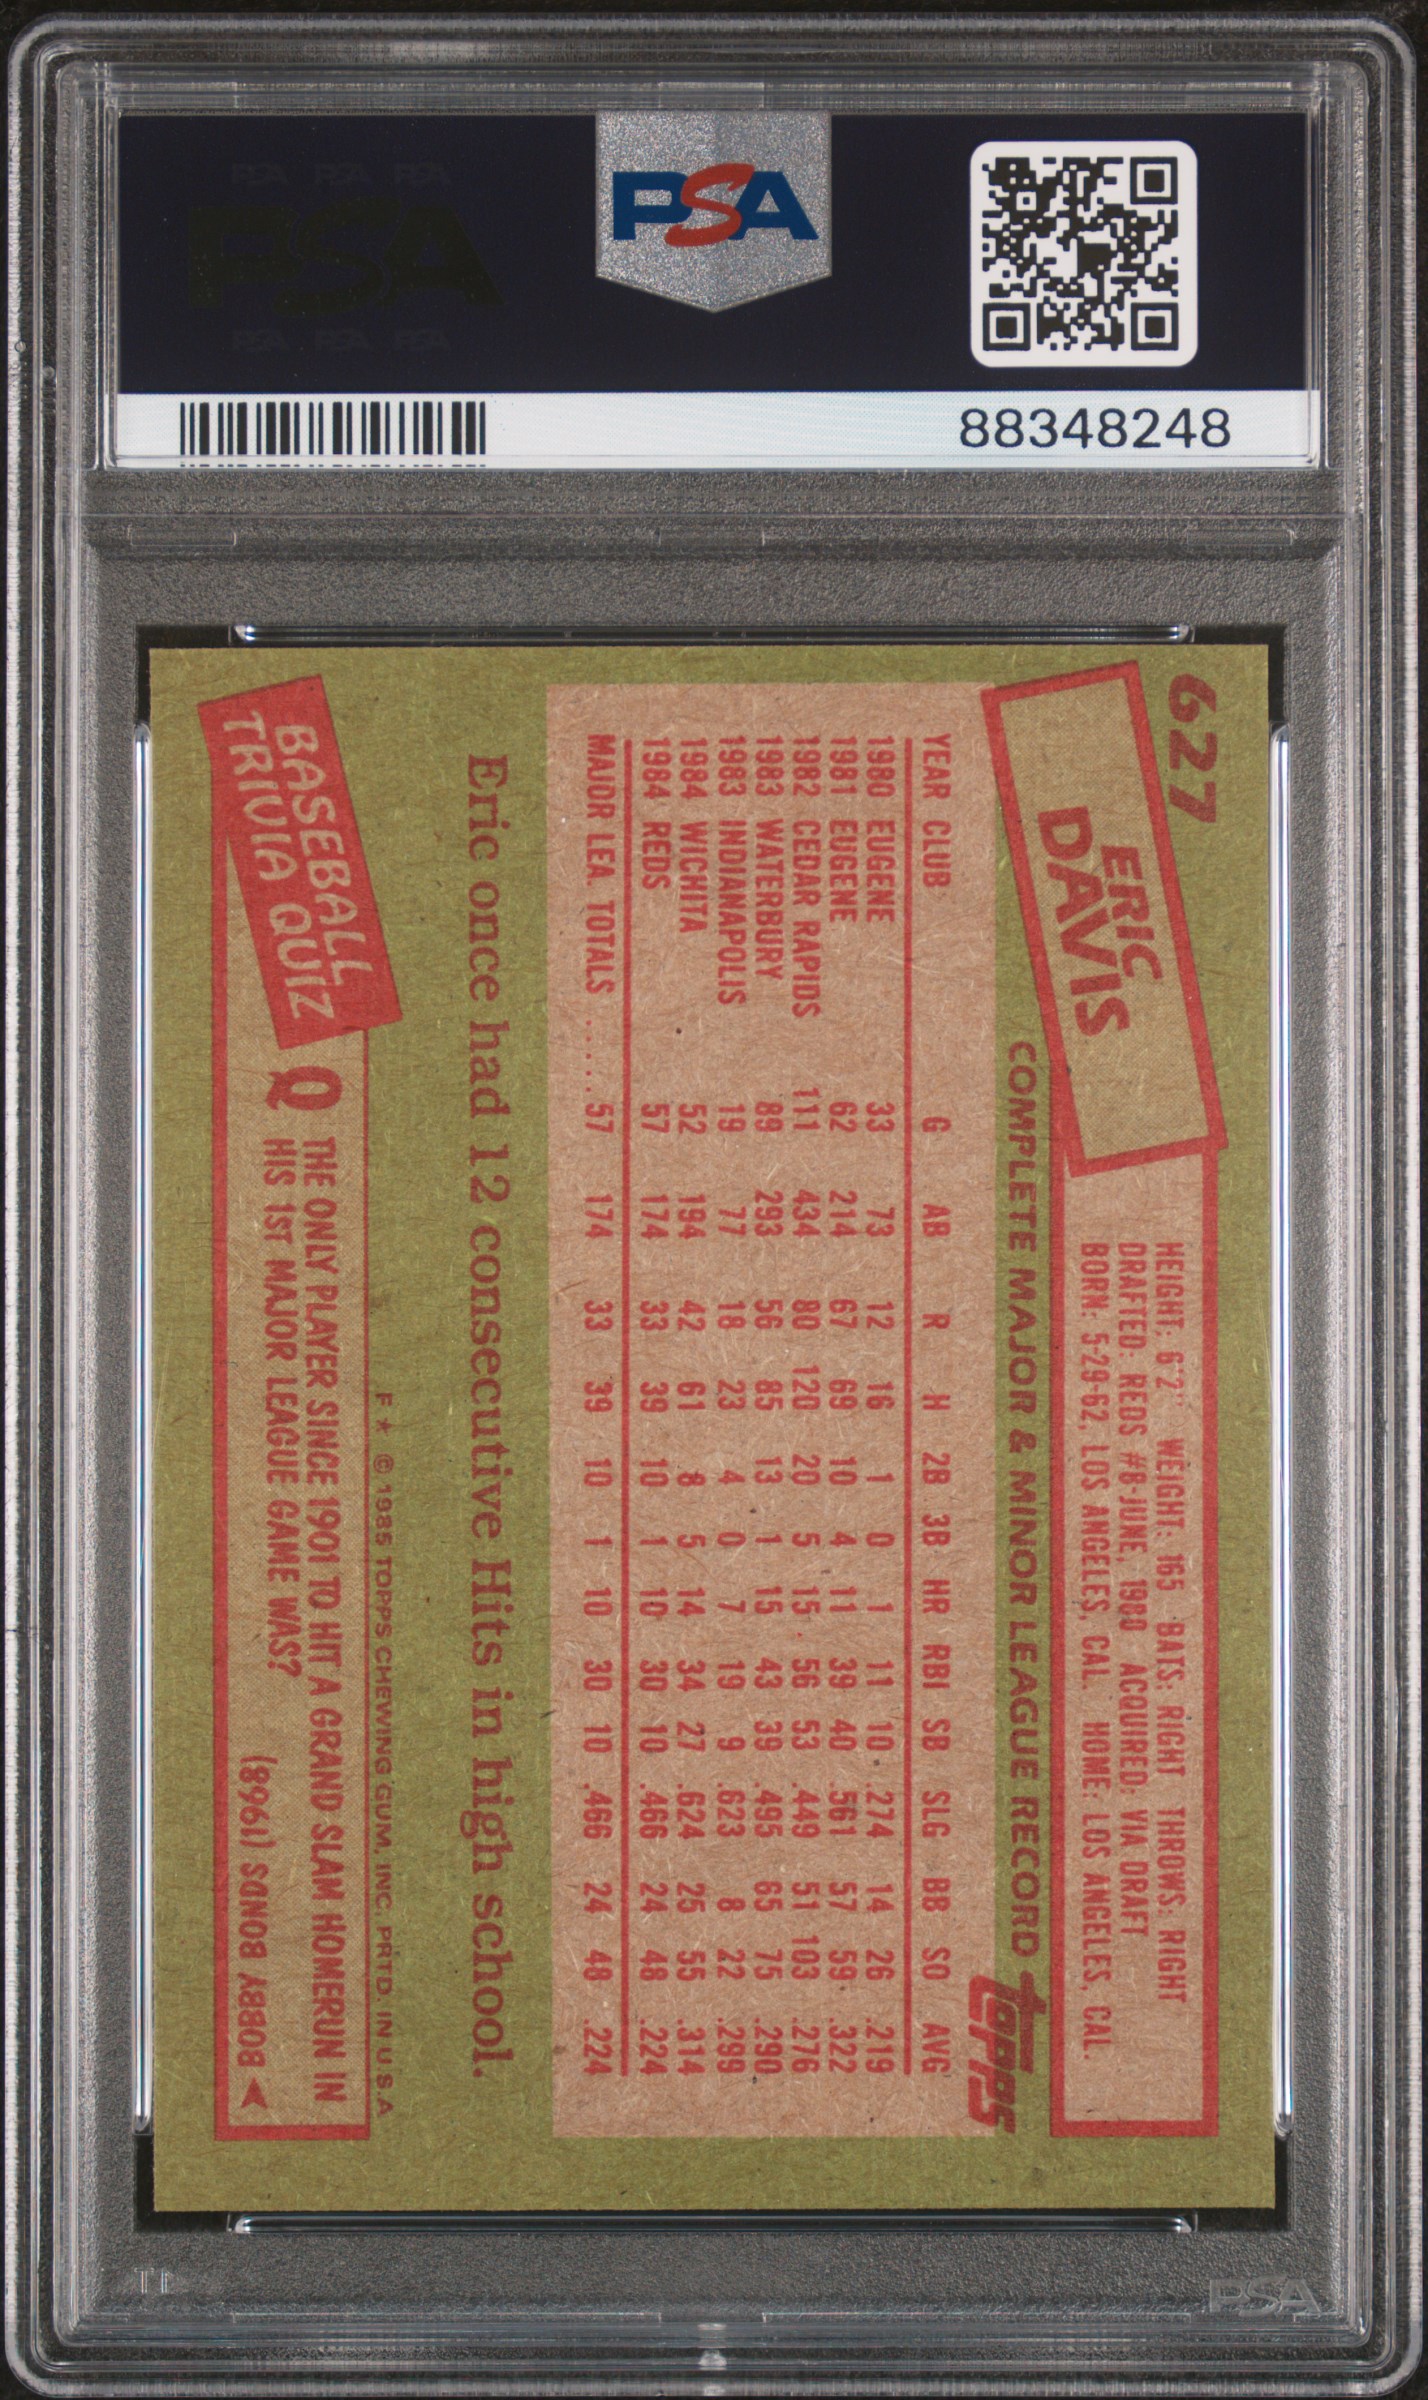 PSA
88348248
627
ERIC
DAVIS
HEIGHT: 6'2" WEIGHT: 165 BATS: RIGHT THROWS: RIGHT
DRAFTED: REDS #8-JUNE, 1980 ACQUIRED: VIA DRAFT
BORN: 5-29-62, LOS ANGELES, CAL. HOME: LOS ANGELES, CAL.
COMPLETE MAJOR & MINOR LEAGUE RECORD
topps
YEAR CLUB G AB R H 2B 3B HR RBI SB SLG BB SO AVG
1980 EUGENE 33 73 12 16 1 0 1 11 10 .274 14 26 .219
1981 EUGENE 62 214 67 69 10 4 11 39 40 .561 57 59 .322
1982 CEDAR RAPIDS 111 434 80 120 20 5 15 56 53 .449 51 103 .276
1983 WATERBURY 89 293 56 85 13 1 15 43 39 .495 65 75 .290
1983 INDIANAPOLIS 19 77 18 23 4 0 7 19 9 .623 8 22 .299
1984 WICHITA 52 194 42 61 8 5 14 34 27 .624 25 55 .314
1984 REDS 57 174 33 39 10 1 10 30 10 .466 24 48 .224
MAJOR LEA. TOTALS ..... 57 174 33 39 10 1 10 30 10 .466 24 48 .224
Eric once had 12 consecutive Hits in high school.
F* © 1985 TOPPS CHEWING GUM, INC. PRTD. IN U.S.A.
BASEBALL
TRIVIA QUIZ
Q THE ONLY PLAYER SINCE 1901 TO HIT A GRAND SLAM HOMERUN IN
HIS 1ST MAJOR LEAGUE GAME WAS?
BOBBY BONDS (1968)
PSA